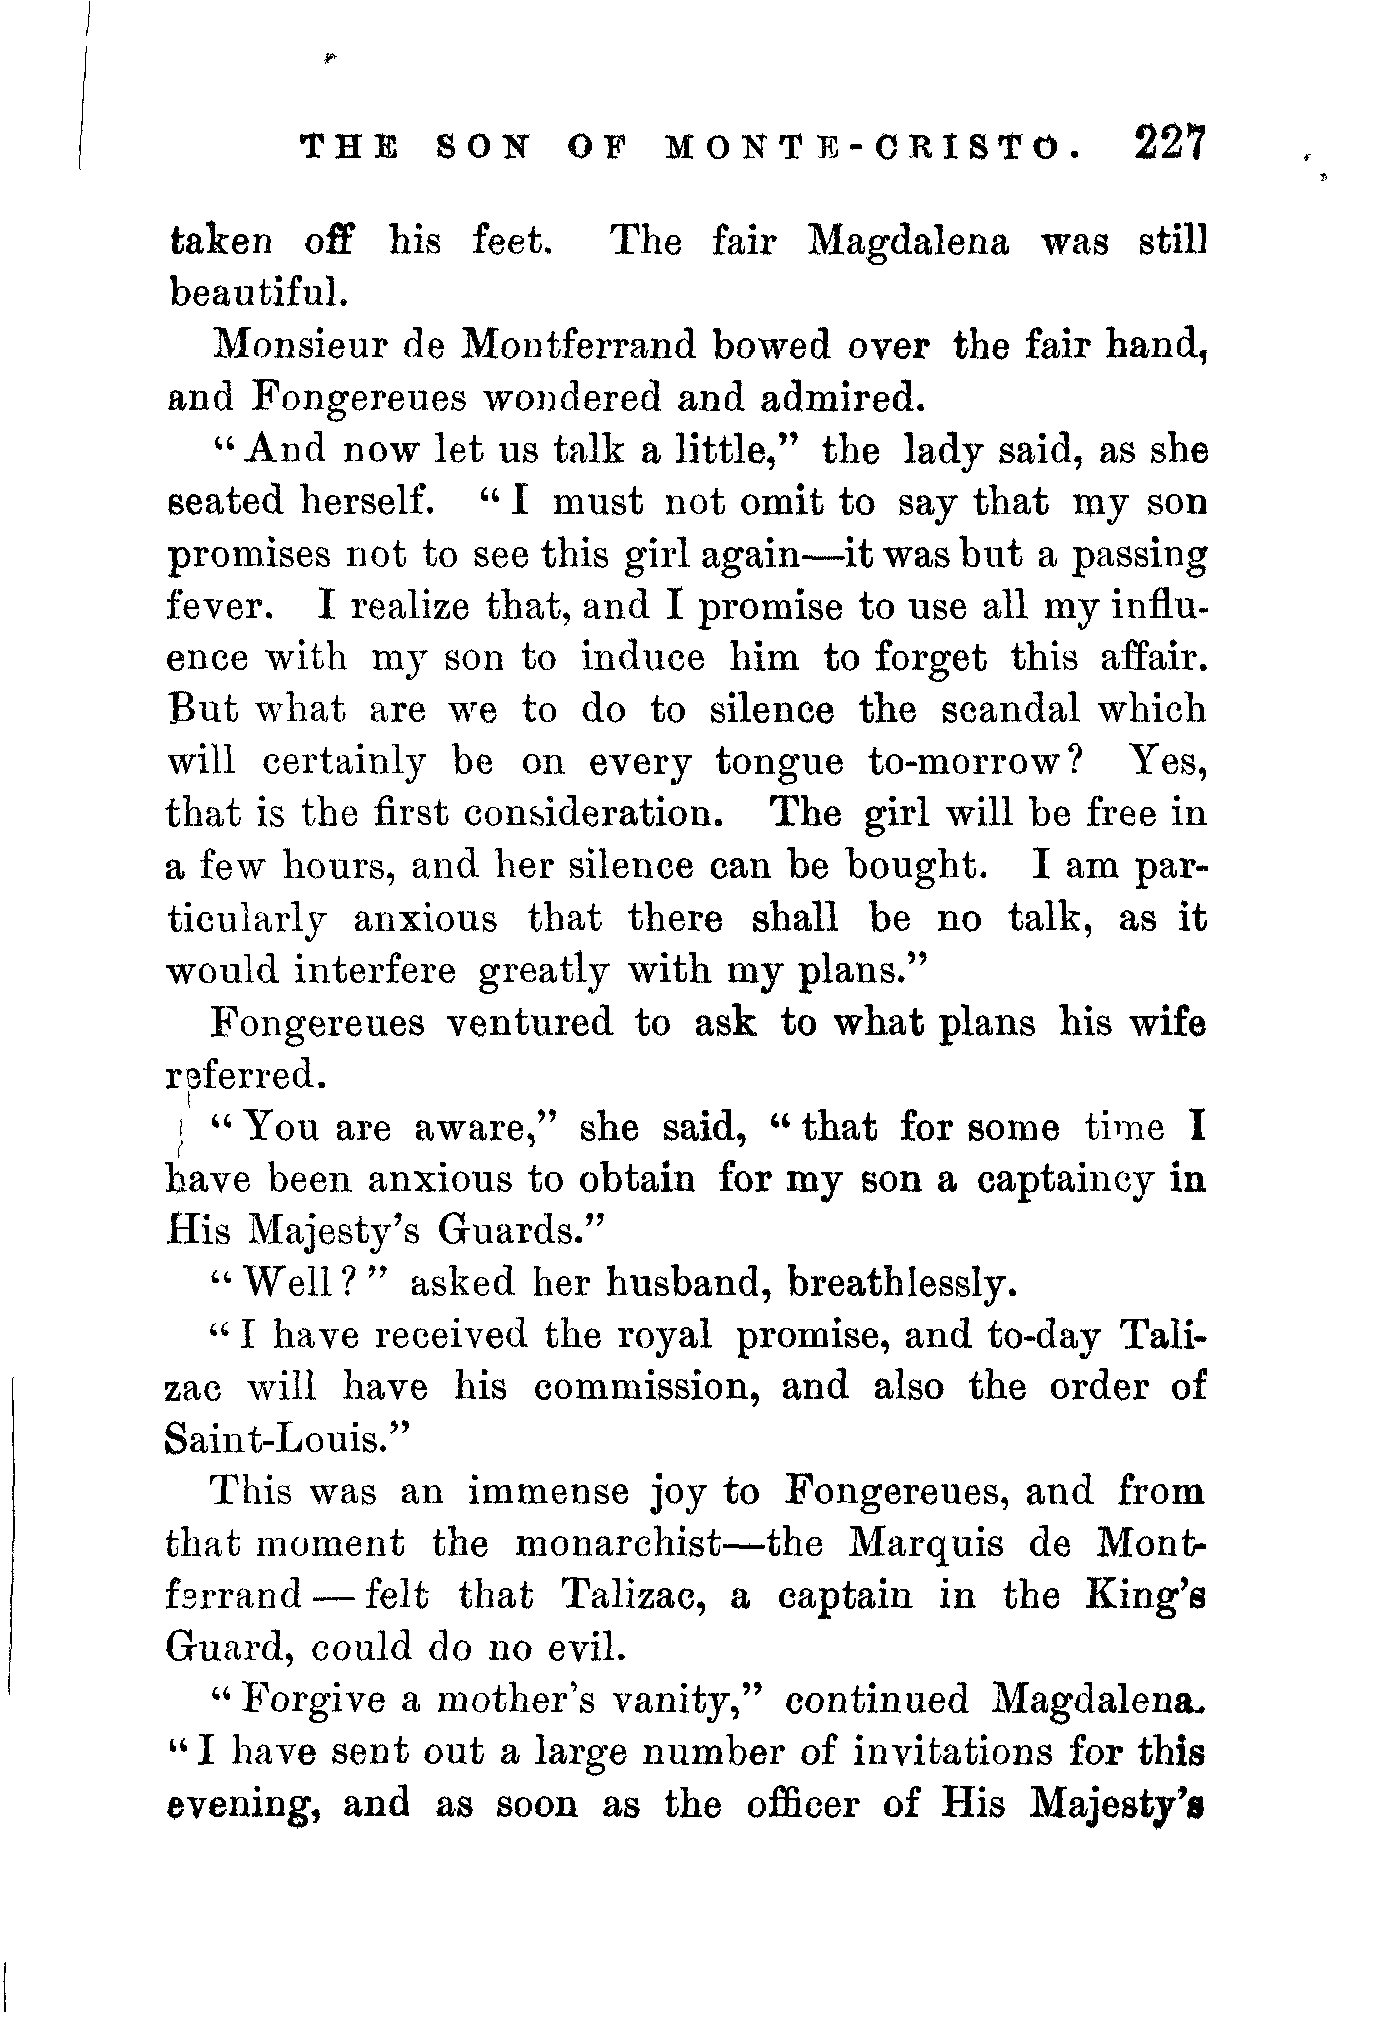 THE SON OF MONTE-CRISTO. 227
taken off his feet. The fair Magdalena was still
beautiful.
Monsieur de Montferrand bowed over the fair hand,
and Fongereues wondered and admired.
“And now let us talk a little,” the lady said, as she
seated herself. “I must not omit to say that my son
promises not to see this girl again—it was but a passing
fever. I realize that, and I promise to use all my influ-
ence with my son to induce him to forget this affair.
But what are we to do to silence the scandal which
will certainly be on every tongue to-morrow? Yes,
that is the first consideration. The girl will be free in
a few hours, and her silence can be bought. I am par-
ticularly anxious that there shall be no talk, as it
would interfere greatly with my plans.”
Fongereues ventured to ask to what plans his wife
referred.
“You are aware,” she said, “that for some time I
have been anxious to obtain for my son a captaincy in
His Majesty’s Guards.”
“Well?” asked her husband, breathlessly.
“I have received the royal promise, and to-day Tali-
zac will have his commission, and also the order of
Saint-Louis.”
This was an immense joy to Fongereues, and from
that moment the monarchist—the Marquis de Mont-
ferrand—felt that Talizac, a captain in the King’s
Guard, could do no evil.
“Forgive a mother’s vanity,” continued Magdalena.
“I have sent out a large number of invitations for this
evening, and as soon as the officer of His Majesty’s